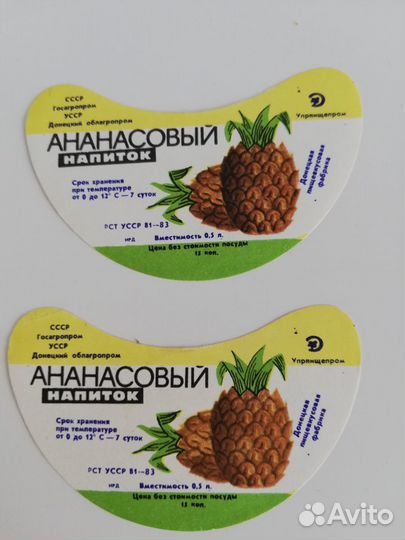 СССР
Госагропром
УССР
Донецкий облагропром
Упрпищепром
АНАНАСОВЫЙ
НАПИТОК
Срок хранения
при температуре
от 0 до 12° С — 7 суток
Донецкая
пищевкусовая
фабрика
РСТ УССР 81—83
НРД Вместимость 0,5 л.
Цена без стоимости посуды
15 коп.
СССР
Госагропром
УССР
Донецкий облагропром
Упрпищепром
АНАНАСОВЫЙ
НАПИТОК
Срок хранения
при температуре
от 0 до 12° С — 7 суток
Донецкая
пищевкусовая
фабрика
РСТ УССР 81—83
НРД Вместимость 0,5 л.
Цена без стоимости посуды
15 коп.
Avito